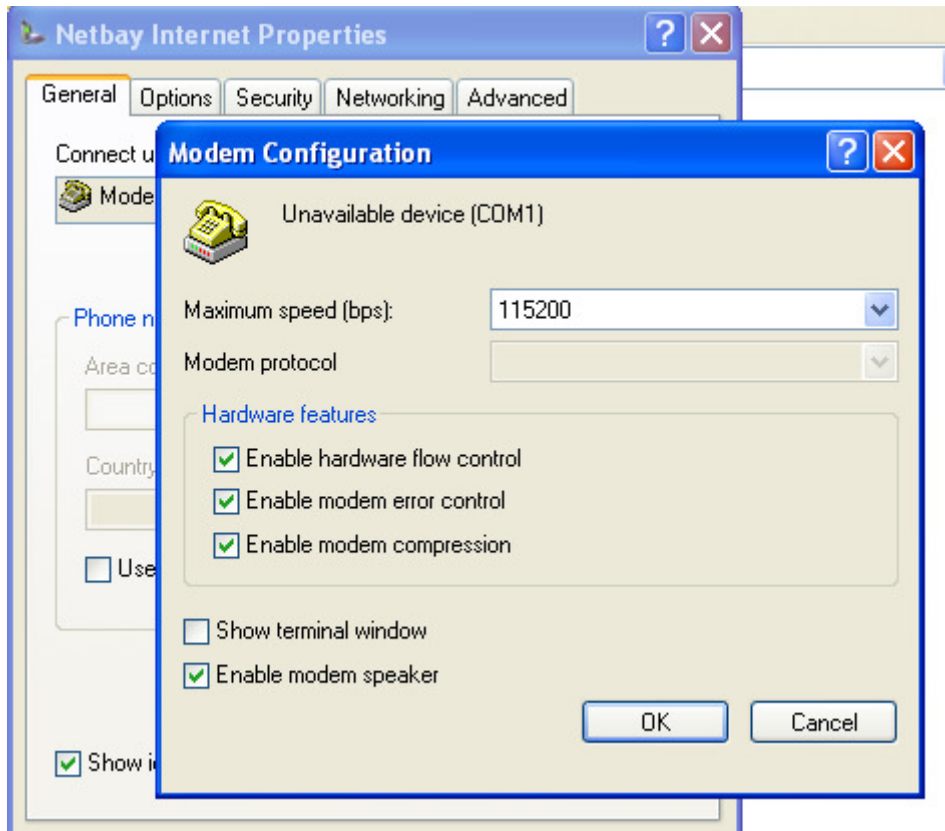 Netbay Internet Properties
General Options Security Networking Advanced
Connect u
Mode
Modem Configuration
Unavailable device (COM1)
Maximum speed (bps): 115200
Modem protocol
Hardware features
Enable hardware flow control
Enable modem error control
Enable modem compression
Show terminal window
Enable modem speaker
OK Cancel
Phone n
Area co
Country
Use
Show i